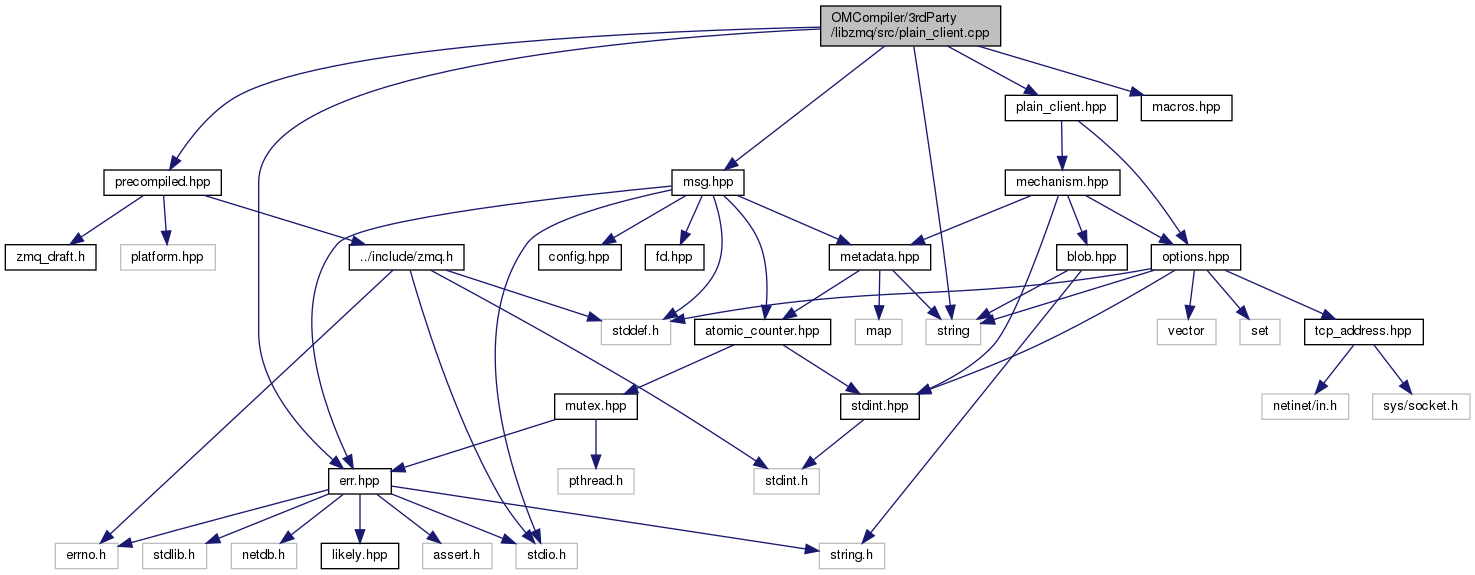 OMCompiler/3rdParty
/libzmq/src/plain_client.cpp
plain_client.hpp
macros.hpp
precompiled.hpp
msg.hpp
mechanism.hpp
zmq_draft.h
platform.hpp
../include/zmq.h
config.hpp
fd.hpp
metadata.hpp
blob.hpp
options.hpp
stddef.h
atomic_counter.hpp
map
string
vector
set
tcp_address.hpp
mutex.hpp
stdint.hpp
netinet/in.h
sys/socket.h
err.hpp
pthread.h
stdint.h
errno.h
stdlib.h
netdb.h
likely.hpp
assert.h
stdio.h
string.h